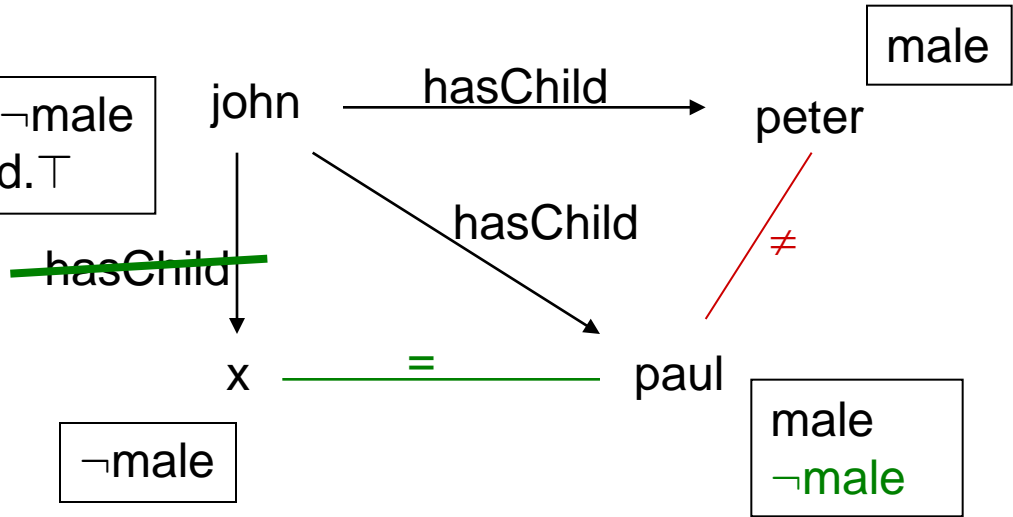 male
hasChild
john
peter
¬male
d.⊤
hasChild
≠
hasChild
=
x
paul
male
¬male
¬male